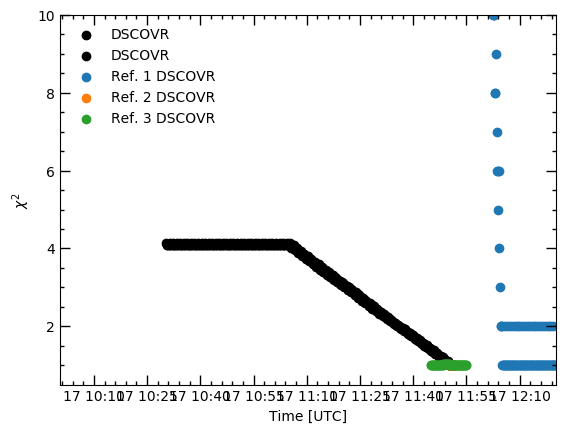 10
DSCOVR
DSCOVR
Ref. 1 DSCOVR
Ref. 2 DSCOVR
Ref. 3 DSCOVR
8
6
χ²
4
2
17 10:10 17 10:25 17 10:40 17 10:55 17 11:10 17 11:25 17 11:40 17 11:55 17 12:10
Time [UTC]